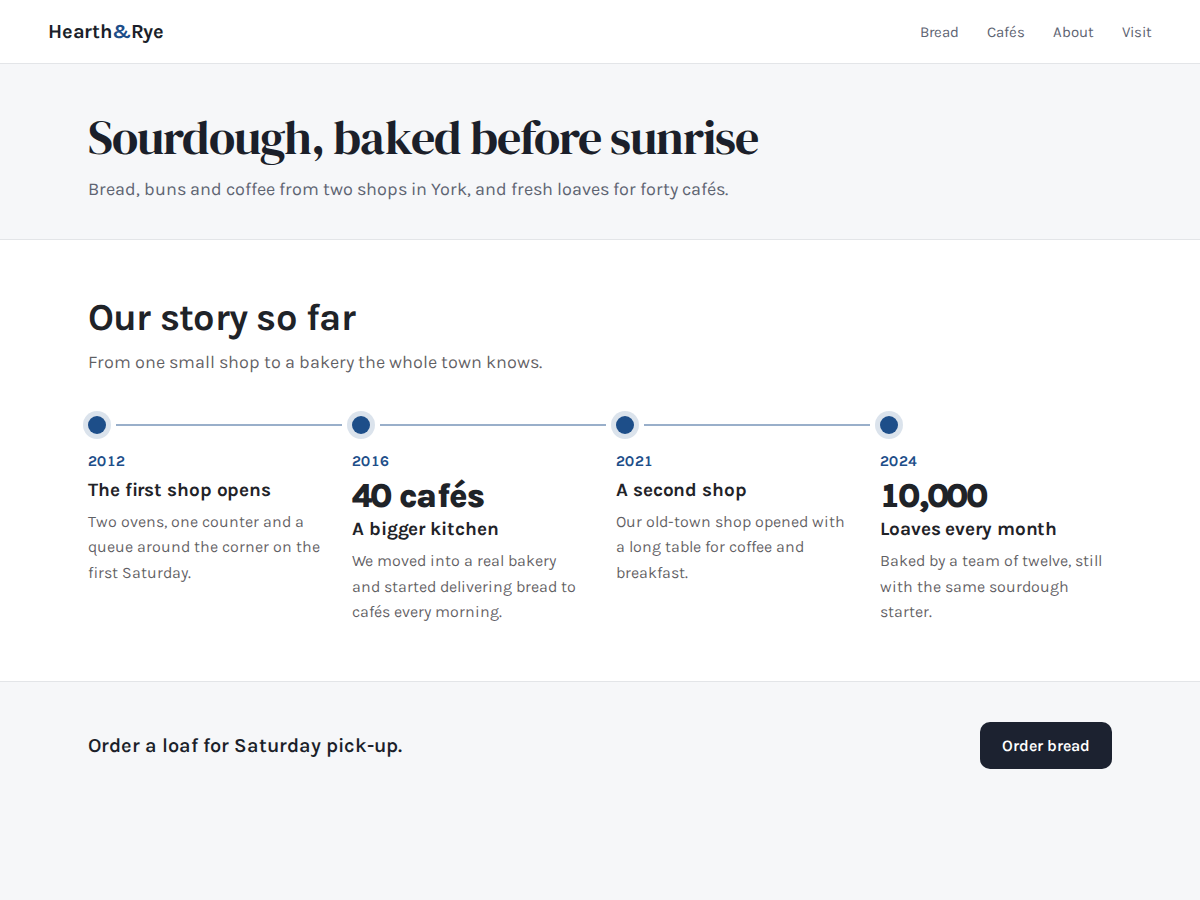 Hearth&Rye
Bread Cafés About Visit
Sourdough, baked before sunrise
Bread, buns and coffee from two shops in York, and fresh loaves for forty cafés.
Our story so far
From one small shop to a bakery the whole town knows.
2012
The first shop opens
Two ovens, one counter and a
queue around the corner on the
first Saturday.
2016
40 cafés
A bigger kitchen
We moved into a real bakery
and started delivering bread to
cafés every morning.
2021
A second shop
Our old-town shop opened with
a long table for coffee and
breakfast.
2024
10,000
Loaves every month
Baked by a team of twelve, still
with the same sourdough
starter.
Order a loaf for Saturday pick-up.
Order bread